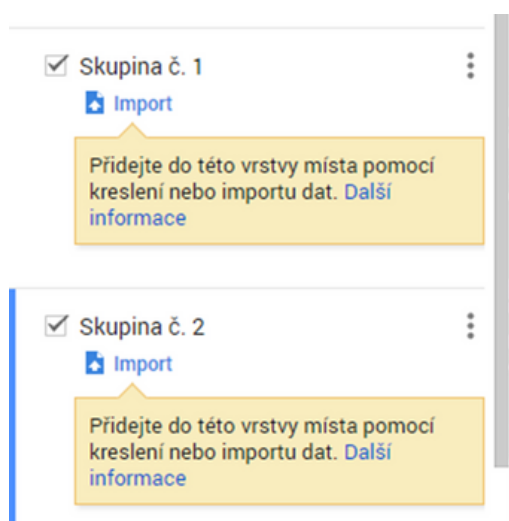 Skupina č. 1
Import
Přidejte do této vrstvy místa pomocí
kreslení nebo importu dat. Další
informace
Skupina č. 2
Import
Přidejte do této vrstvy místa pomocí
kreslení nebo importu dat. Další
informace